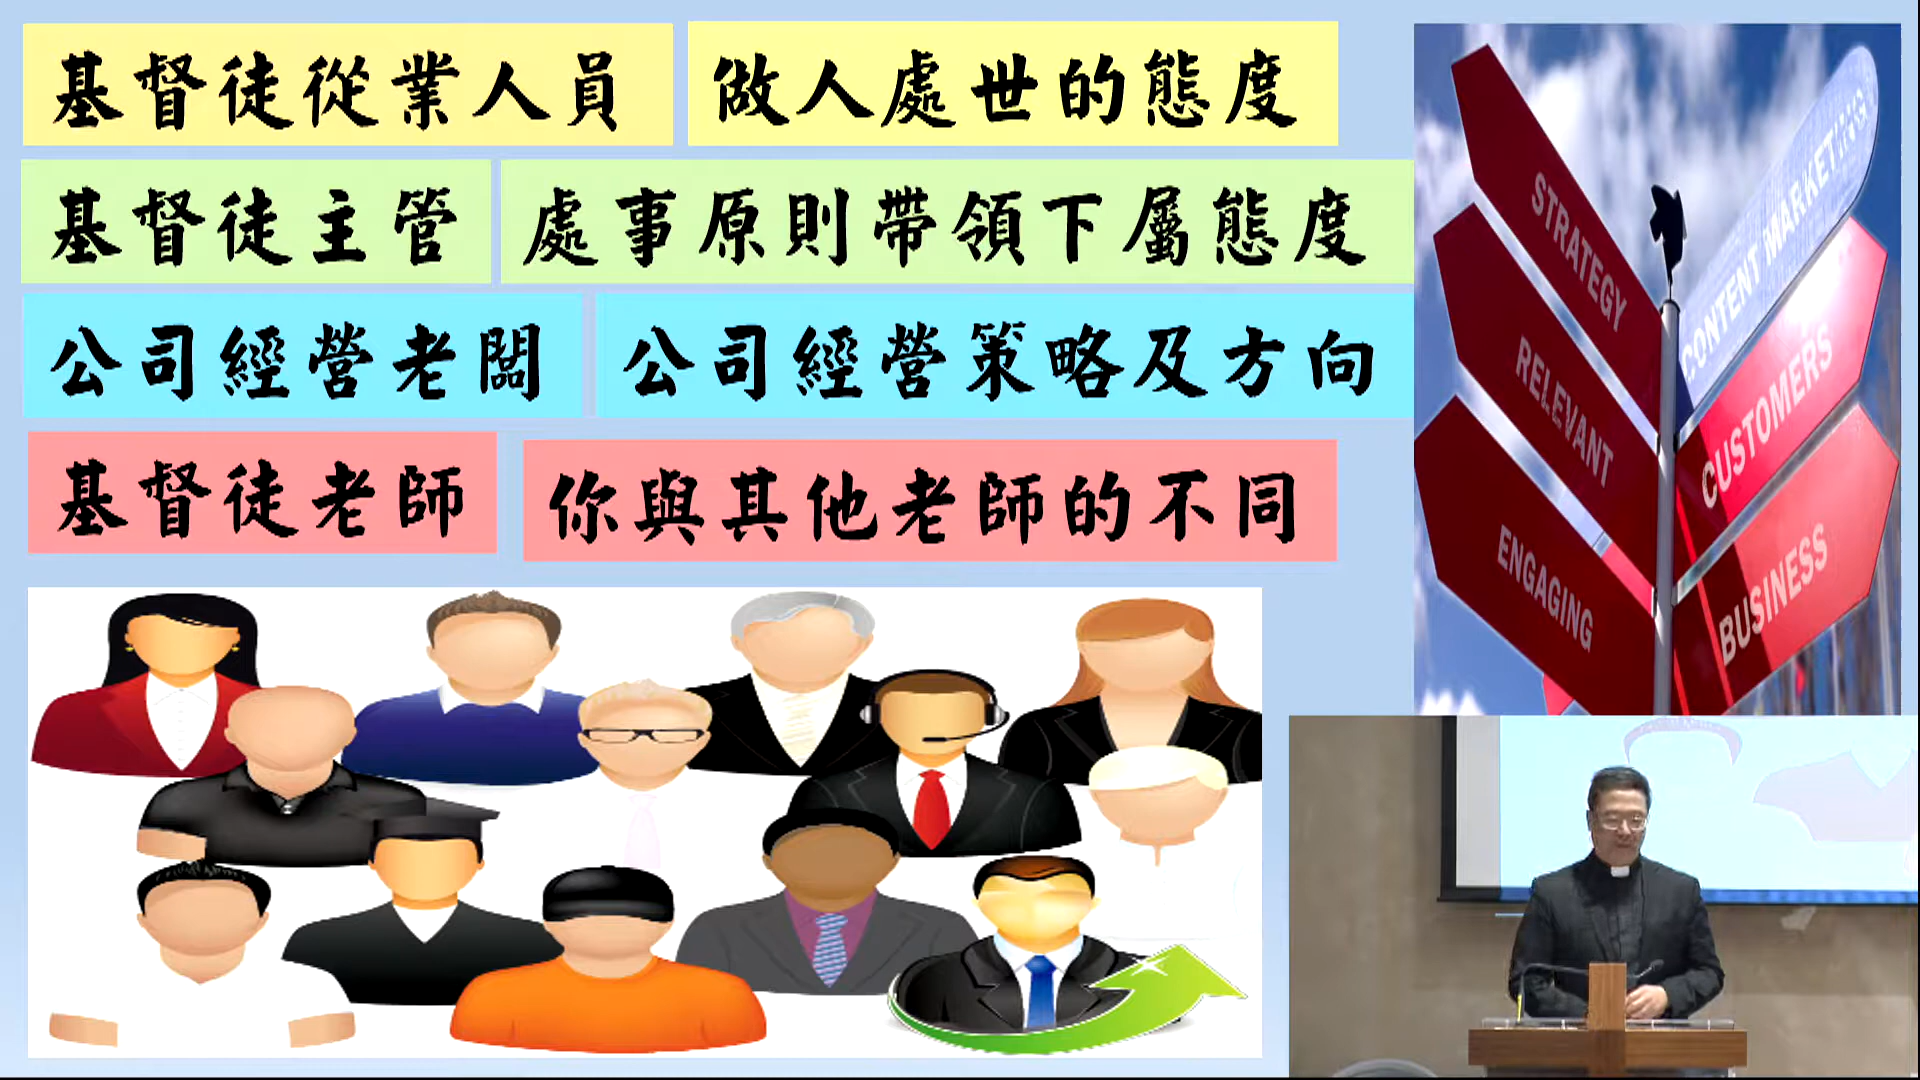 基督徒從業人員 做人處世的態度
基督徒主管 處事原則帶領下屬態度
公司經營老闆 公司經營策略及方向
基督徒老師 你與其他老師的不同
STRATEGY
RELEVANT
ENGAGING
CONTENT MARKETING
CUSTOMERS
BUSINESS